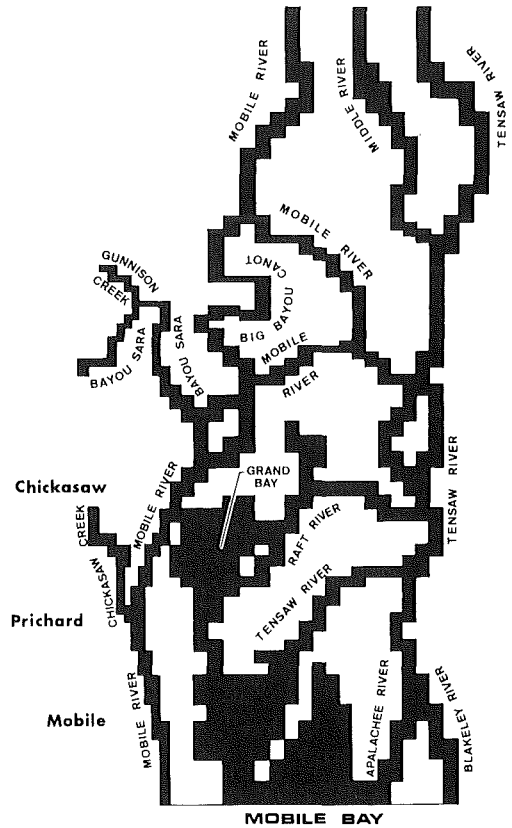 MOBILE RIVER
MIDDLE RIVER
TENSAW RIVER
MOBILE RIVER
GUNNISON
CREEK
BIG BAYOU
CANOT
BAYOU SARA
BAYOU SARA
MOBILE
RIVER
Chickasaw
MOBILE RIVER
GRAND
BAY
TENSAW RIVER
CREEK
CHICKASAW
RAFT RIVER
Prichard
TENSAW RIVER
Mobile
MOBILE RIVER
APALACHEE RIVER
BLAKELEY RIVER
MOBILE BAY